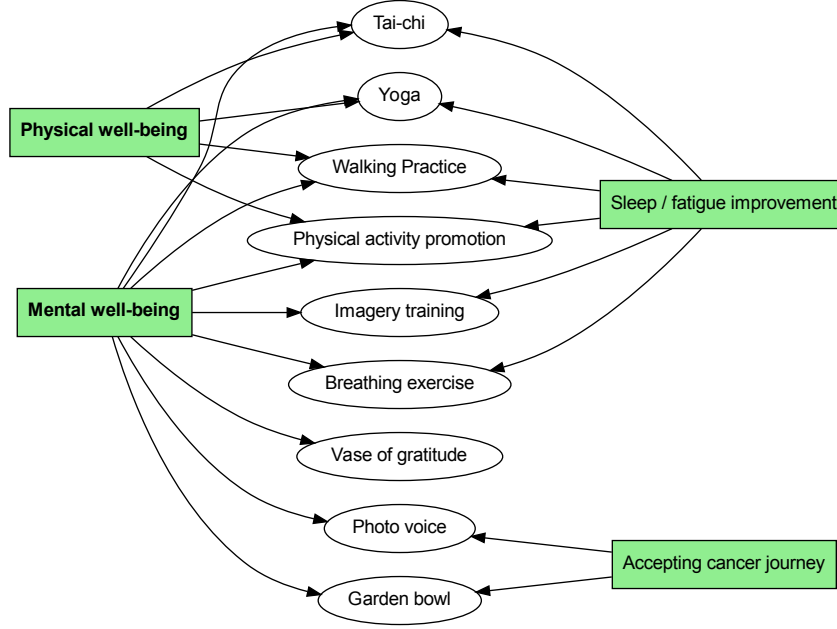 Tai-chi
Yoga
Physical well-being
Walking Practice
Sleep / fatigue improvement
Physical activity promotion
Mental well-being
Imagery training
Breathing exercise
Vase of gratitude
Photo voice
Accepting cancer journey
Garden bowl